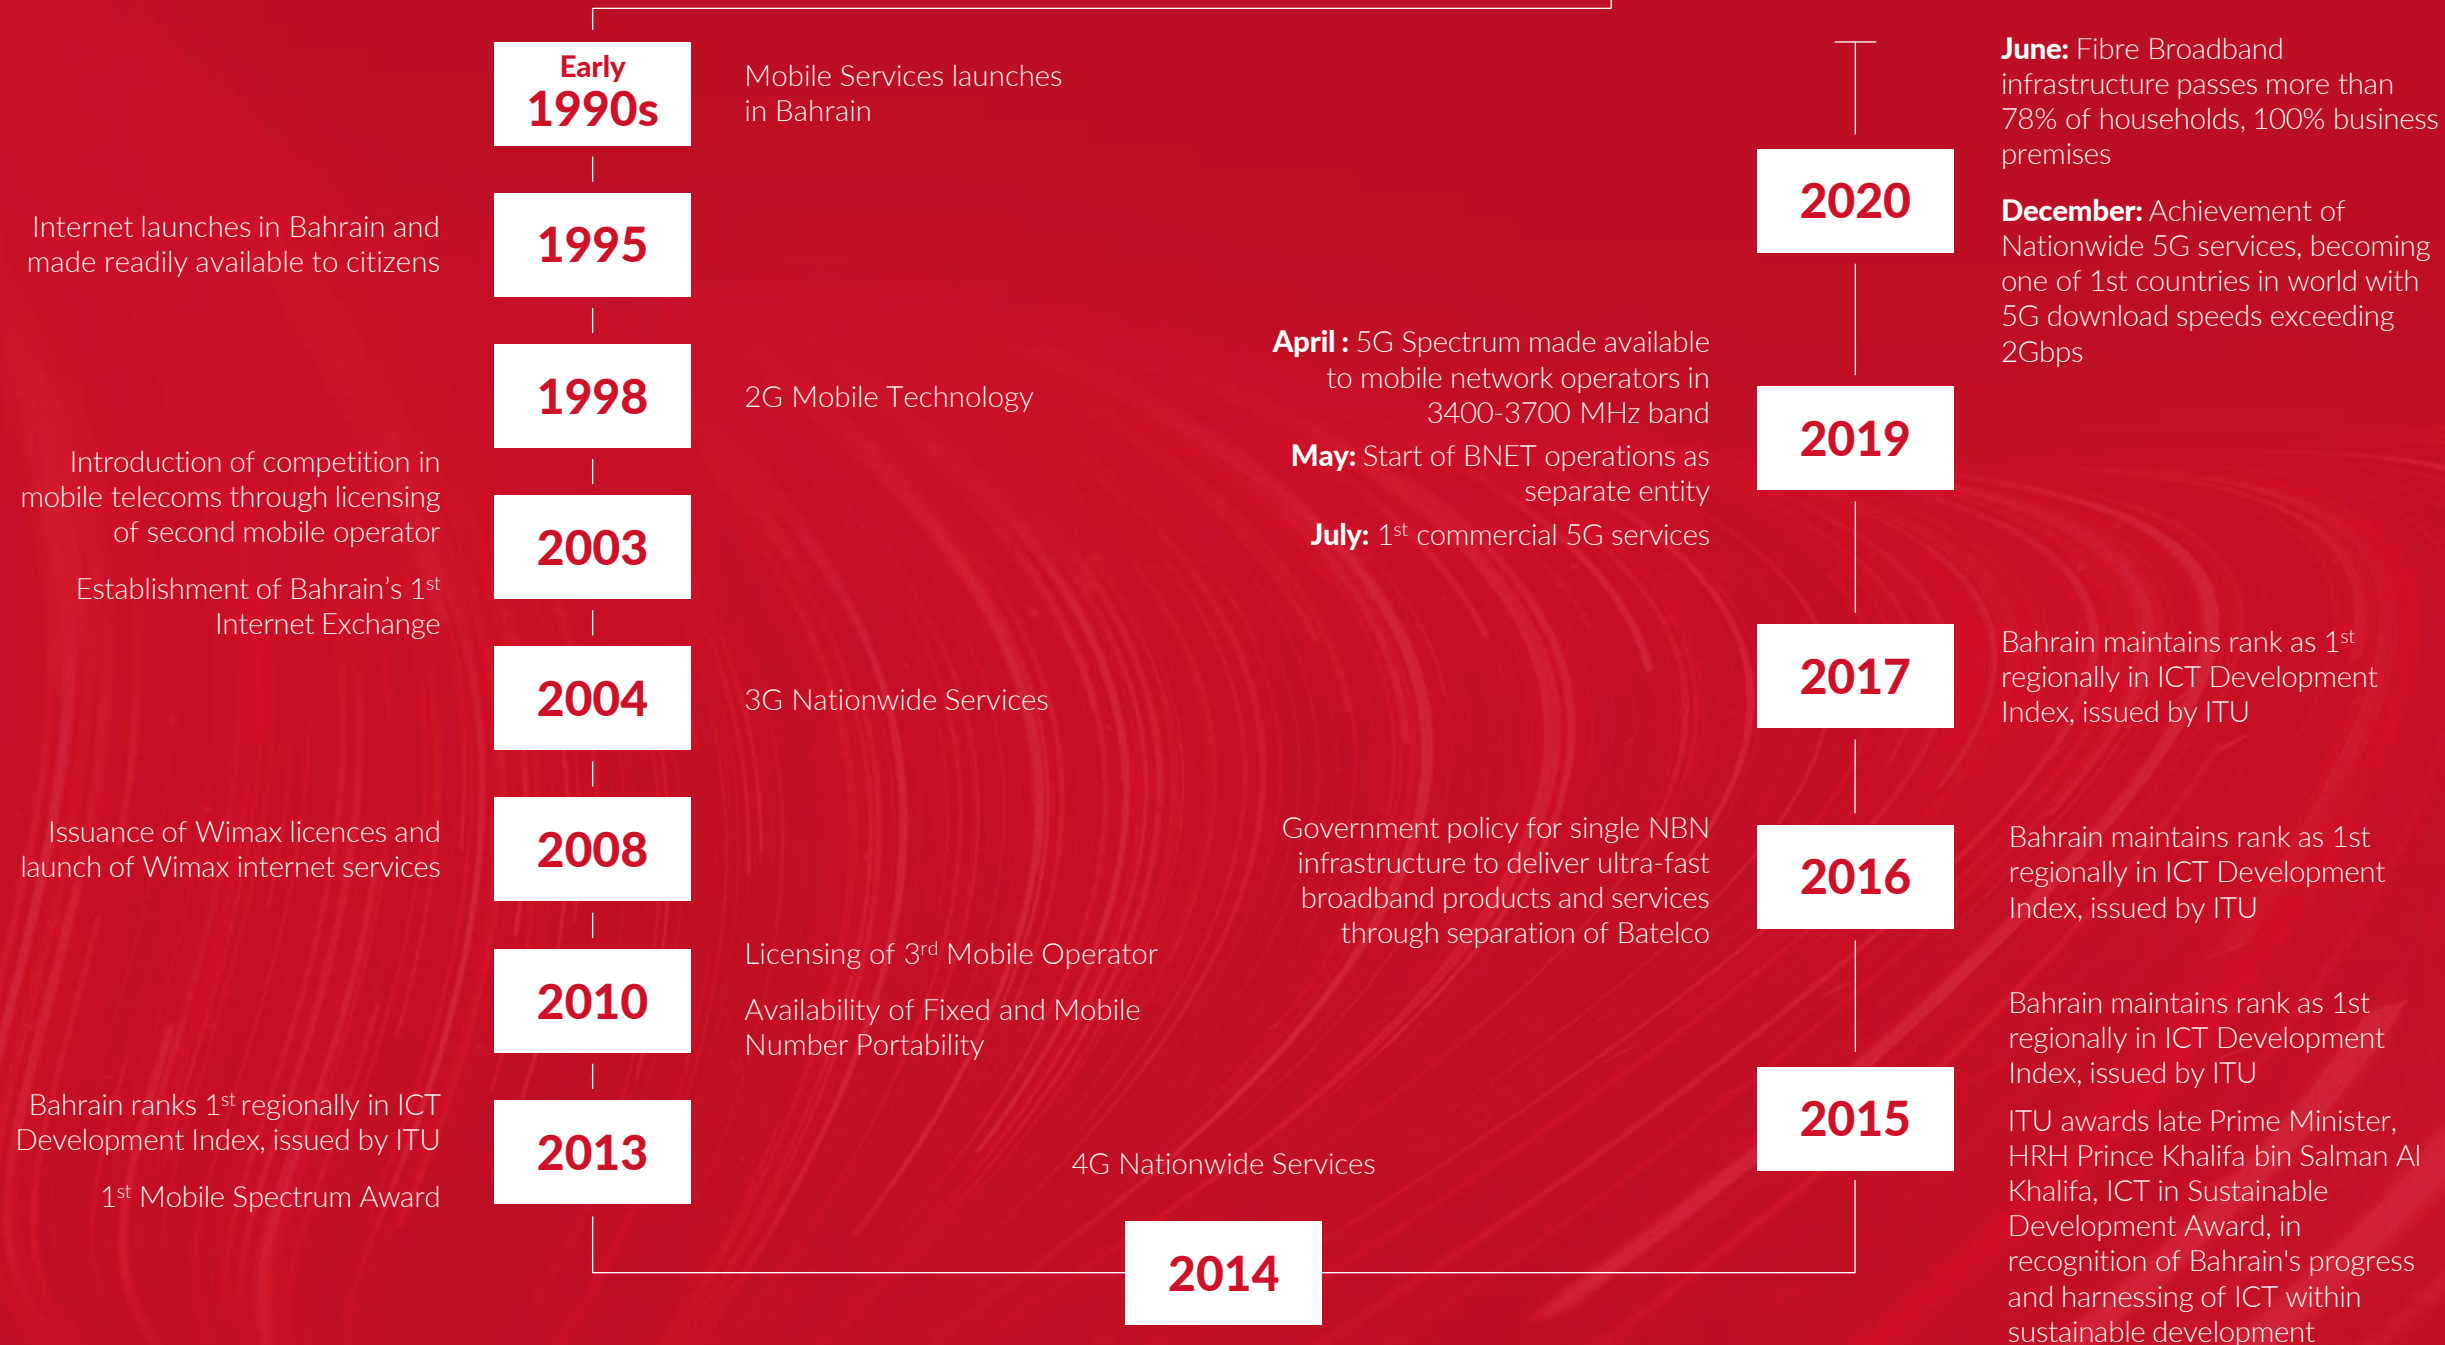 Early
1990s
Mobile Services launches
in Bahrain
1995
Internet launches in Bahrain and
made readily available to citizens
1998
2G Mobile Technology
2003
Introduction of competition in
mobile telecoms through licensing
of second mobile operator
Establishment of Bahrain’s 1st
Internet Exchange
2004
3G Nationwide Services
2008
Issuance of Wimax licences and
launch of Wimax internet services
2010
Licensing of 3rd Mobile Operator
Availability of Fixed and Mobile
Number Portability
2013
Bahrain ranks 1st regionally in ICT
Development Index, issued by ITU
1st Mobile Spectrum Award
4G Nationwide Services
2014
2015
Bahrain maintains rank as 1st
regionally in ICT Development
Index, issued by ITU
ITU awards late Prime Minister,
HRH Prince Khalifa bin Salman Al
Khalifa, ICT in Sustainable
Development Award, in
recognition of Bahrain's progress
and harnessing of ICT within
sustainable development
2016
Government policy for single NBN
infrastructure to deliver ultra-fast
broadband products and services
through separation of Batelco
Bahrain maintains rank as 1st
regionally in ICT Development
Index, issued by ITU
2017
Bahrain maintains rank as 1st
regionally in ICT Development
Index, issued by ITU
2019
April : 5G Spectrum made available
to mobile network operators in
3400-3700 MHz band
May: Start of BNET operations as
separate entity
July: 1st commercial 5G services
2020
June: Fibre Broadband
infrastructure passes more than
78% of households, 100% business
premises
December: Achievement of
Nationwide 5G services, becoming
one of 1st countries in world with
5G download speeds exceeding
2Gbps